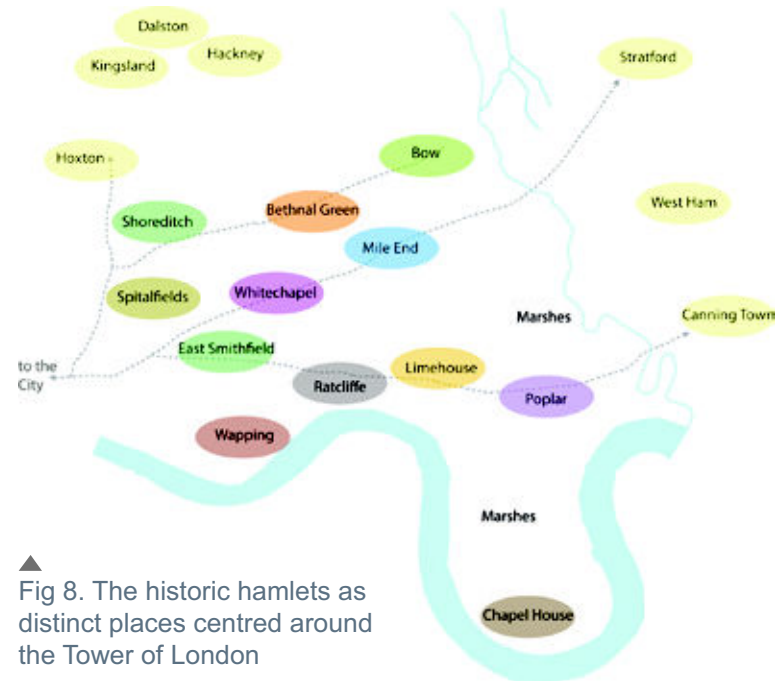 Dalston
Kingsland
Hackney
Stratford
Hoxton
Bow
Bethnal Green
Shoreditch
West Ham
Mile End
Spitalfields
Whitechapel
Marshes
Canning Town
East Smithfield
to the
City
Limehouse
Ratcliffe
Poplar
Wapping
Marshes
Fig 8. The historic hamlets as
distinct places centred around
the Tower of London
Chapel House